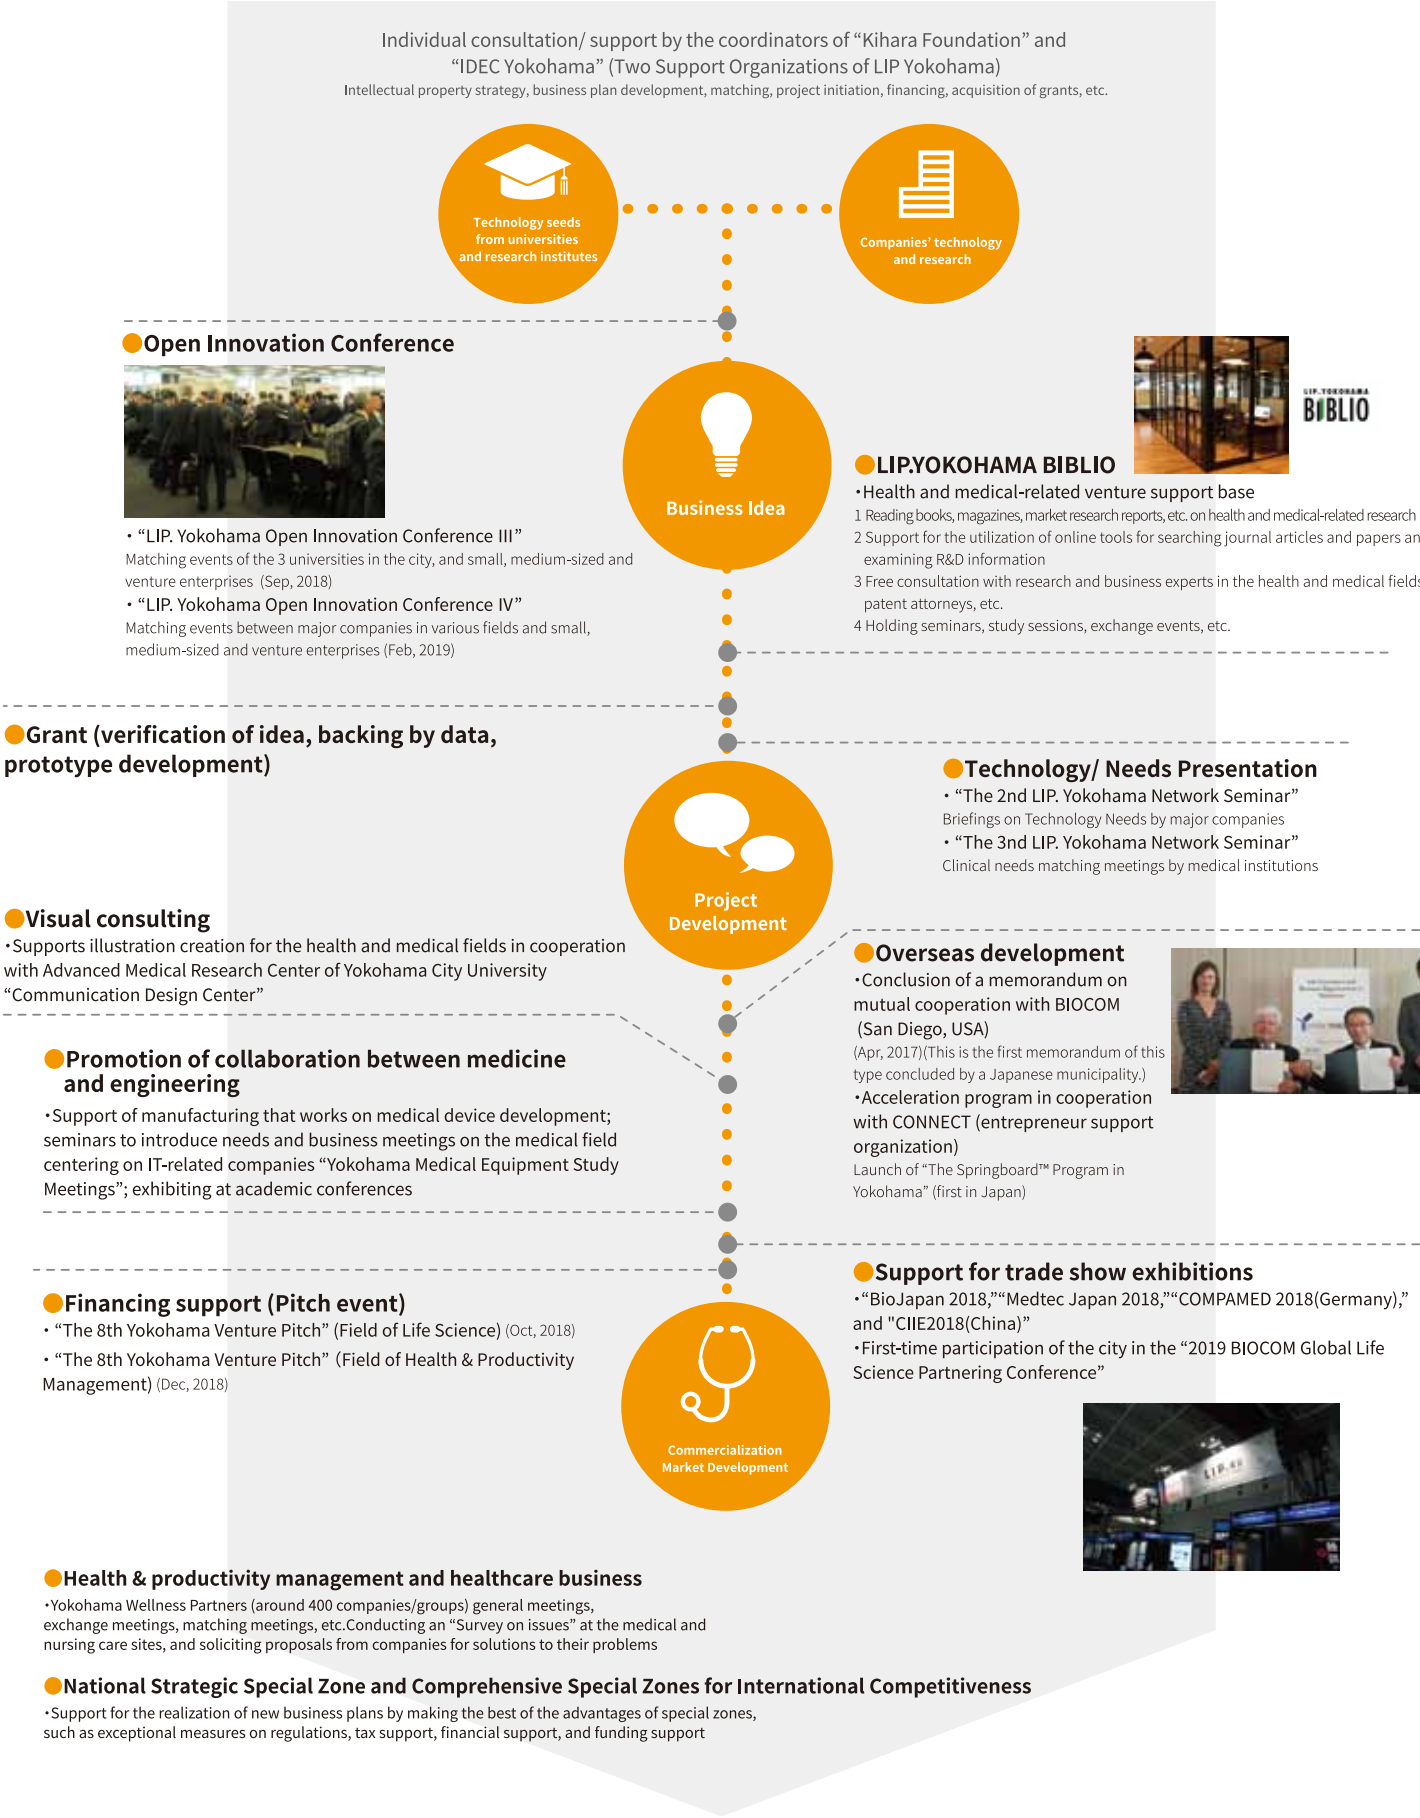 Individual consultation/ support by the coordinators of “Kihara Foundation” and
“IDEC Yokohama” (Two Support Organizations of LIP Yokohama)
Intellectual property strategy, business plan development, matching, project initiation, financing, acquisition of grants, etc.
Technology seeds
from universities
and research institutes
Companies’ technology
and research
●Open Innovation Conference
・“LIP. Yokohama Open Innovation Conference III”
Matching events of the 3 universities in the city, and small, medium-sized and
venture enterprises (Sep, 2018)
・“LIP. Yokohama Open Innovation Conference IV”
Matching events between major companies in various fields and small,
medium-sized and venture enterprises (Feb, 2019)
Business Idea
LIP.YOKOHAMA
BIBLIO
●LIP.YOKOHAMA BIBLIO
・Health and medical-related venture support base
1 Reading books, magazines, market research reports, etc. on health and medical-related research
2 Support for the utilization of online tools for searching journal articles and papers an
examining R&D information
3 Free consultation with research and business experts in the health and medical fields
patent attorneys, etc.
4 Holding seminars, study sessions, exchange events, etc.
●Grant (verification of idea, backing by data,
prototype development)
●Technology/ Needs Presentation
・“The 2nd LIP. Yokohama Network Seminar”
Briefings on Technology Needs by major companies
・“The 3nd LIP. Yokohama Network Seminar”
Clinical needs matching meetings by medical institutions
Project
Development
●Visual consulting
・Supports illustration creation for the health and medical fields in cooperation
with Advanced Medical Research Center of Yokohama City University
“Communication Design Center”
●Overseas development
・Conclusion of a memorandum on
mutual cooperation with BIOCOM
(San Diego, USA)
(Apr, 2017)(This is the first memorandum of this
type concluded by a Japanese municipality.)
・Acceleration program in cooperation
with CONNECT (entrepreneur support
organization)
Launch of “The Springboard™ Program in
Yokohama” (first in Japan)
●Promotion of collaboration between medicine
and engineering
・Support of manufacturing that works on medical device development;
seminars to introduce needs and business meetings on the medical field
centering on IT-related companies “Yokohama Medical Equipment Study
Meetings”; exhibiting at academic conferences
●Financing support (Pitch event)
・“The 8th Yokohama Venture Pitch” (Field of Life Science) (Oct, 2018)
・“The 8th Yokohama Venture Pitch” (Field of Health & Productivity
Management) (Dec, 2018)
●Support for trade show exhibitions
・“BioJapan 2018,”“Medtec Japan 2018,”“COMPAMED 2018(Germany),”
and "CIIE2018(China)”
・First-time participation of the city in the “2019 BIOCOM Global Life
Science Partnering Conference”
Commercialization
Market Development
LIP.
●Health & productivity management and healthcare business
・Yokohama Wellness Partners (around 400 companies/groups) general meetings,
exchange meetings, matching meetings, etc.Conducting an “Survey on issues” at the medical and
nursing care sites, and soliciting proposals from companies for solutions to their problems
●National Strategic Special Zone and Comprehensive Special Zones for International Competitiveness
・Support for the realization of new business plans by making the best of the advantages of special zones,
such as exceptional measures on regulations, tax support, financial support, and funding support